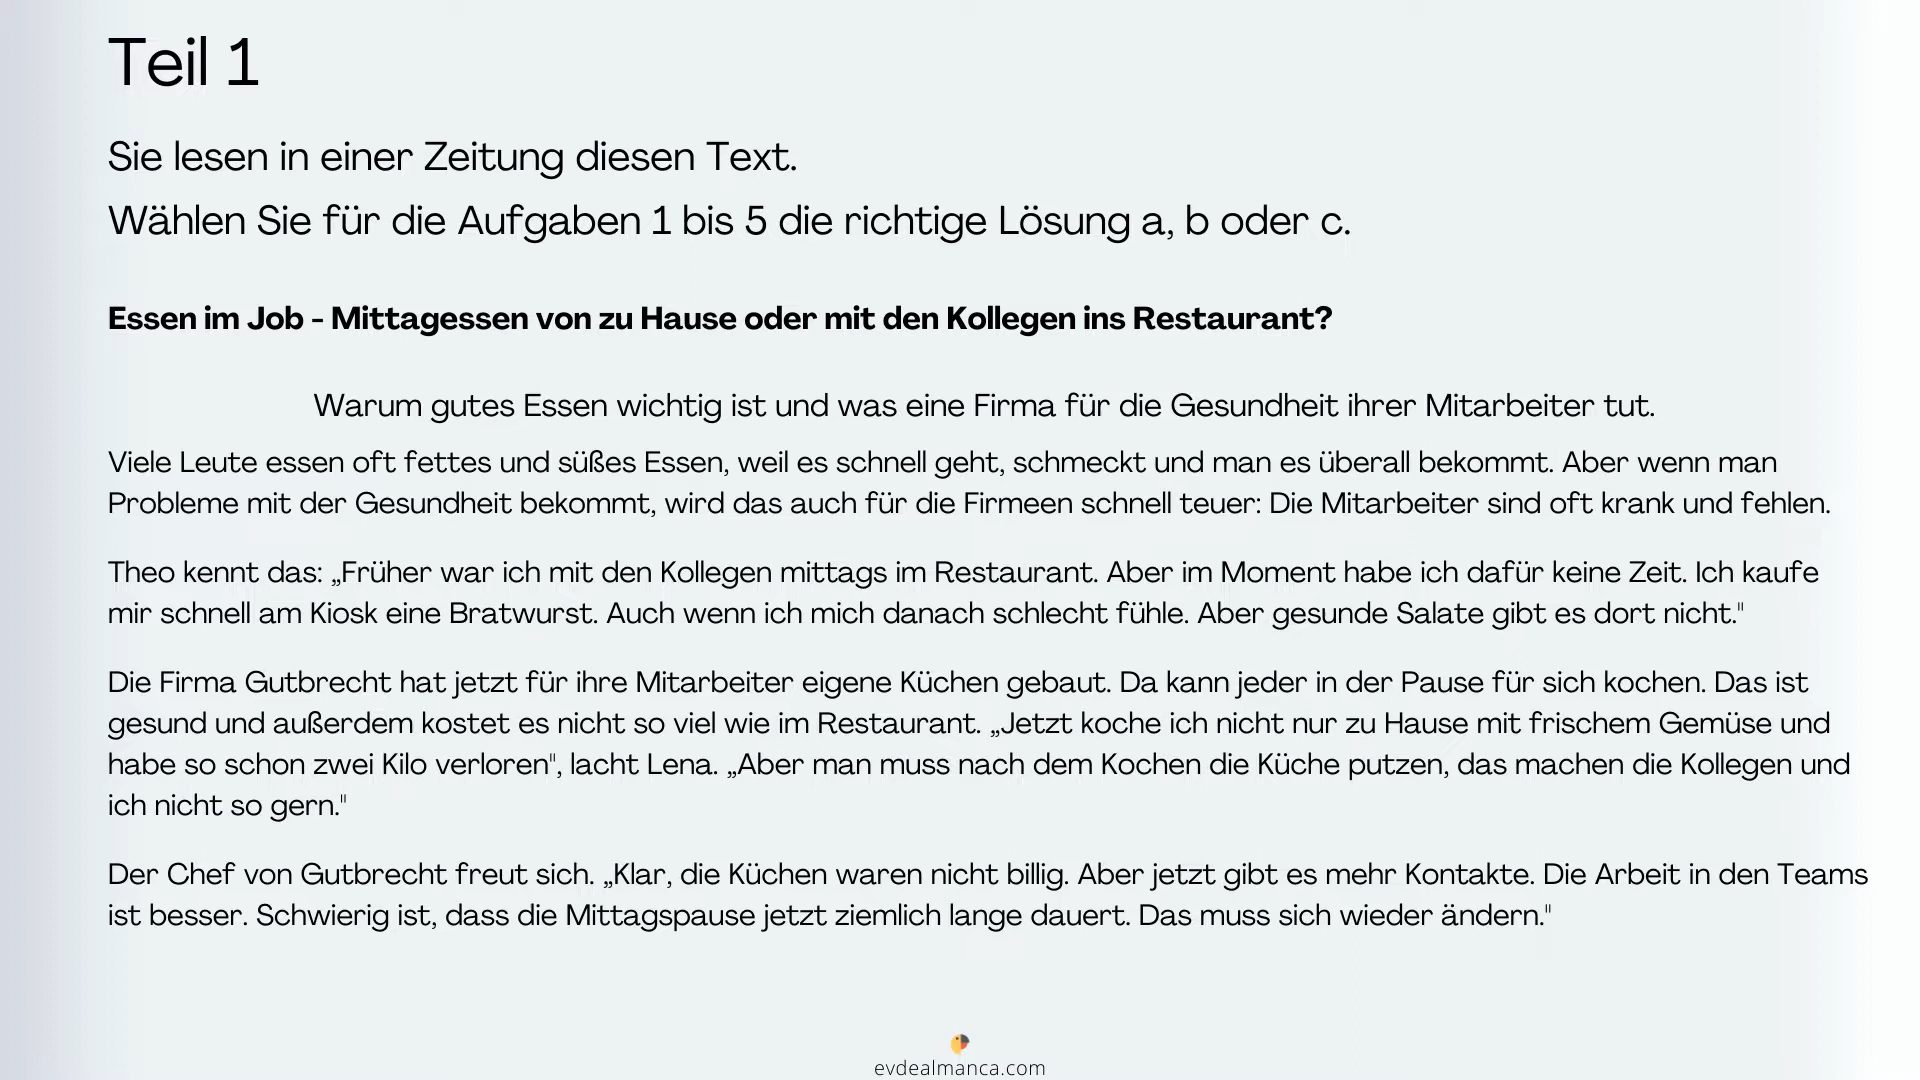 Teil 1
Sie lesen in einer Zeitung diesen Text.
Wählen Sie für die Aufgaben 1 bis 5 die richtige Lösung a, b oder c.
Essen im Job - Mittagessen von zu Hause oder mit den Kollegen ins Restaurant?
Warum gutes Essen wichtig ist und was eine Firma für die Gesundheit ihrer Mitarbeiter tut.
Viele Leute essen oft fettes und süßes Essen, weil es schnell geht, schmeckt und man es überall bekommt. Aber wenn man
Probleme mit der Gesundheit bekommt, wird das auch für die Firmeen schnell teuer: Die Mitarbeiter sind oft krank und fehlen.
Theo kennt das: „Früher war ich mit den Kollegen mittags im Restaurant. Aber im Moment habe ich dafür keine Zeit. Ich kaufe
mir schnell am Kiosk eine Bratwurst. Auch wenn ich mich danach schlecht fühle. Aber gesunde Salate gibt es dort nicht."
Die Firma Gutbrecht hat jetzt für ihre Mitarbeiter eigene Küchen gebaut. Da kann jeder in der Pause für sich kochen. Das ist
gesund und außerdem kostet es nicht so viel wie im Restaurant. „Jetzt koche ich nicht nur zu Hause mit frischem Gemüse und
habe so schon zwei Kilo verloren", lacht Lena. „Aber man muss nach dem Kochen die Küche putzen, das machen die Kollegen und
ich nicht so gern."
Der Chef von Gutbrecht freut sich. „Klar, die Küchen waren nicht billig. Aber jetzt gibt es mehr Kontakte. Die Arbeit in den Teams
ist besser. Schwierig ist, dass die Mittagspause jetzt ziemlich lange dauert. Das muss sich wieder ändern."
evdealmanca.com